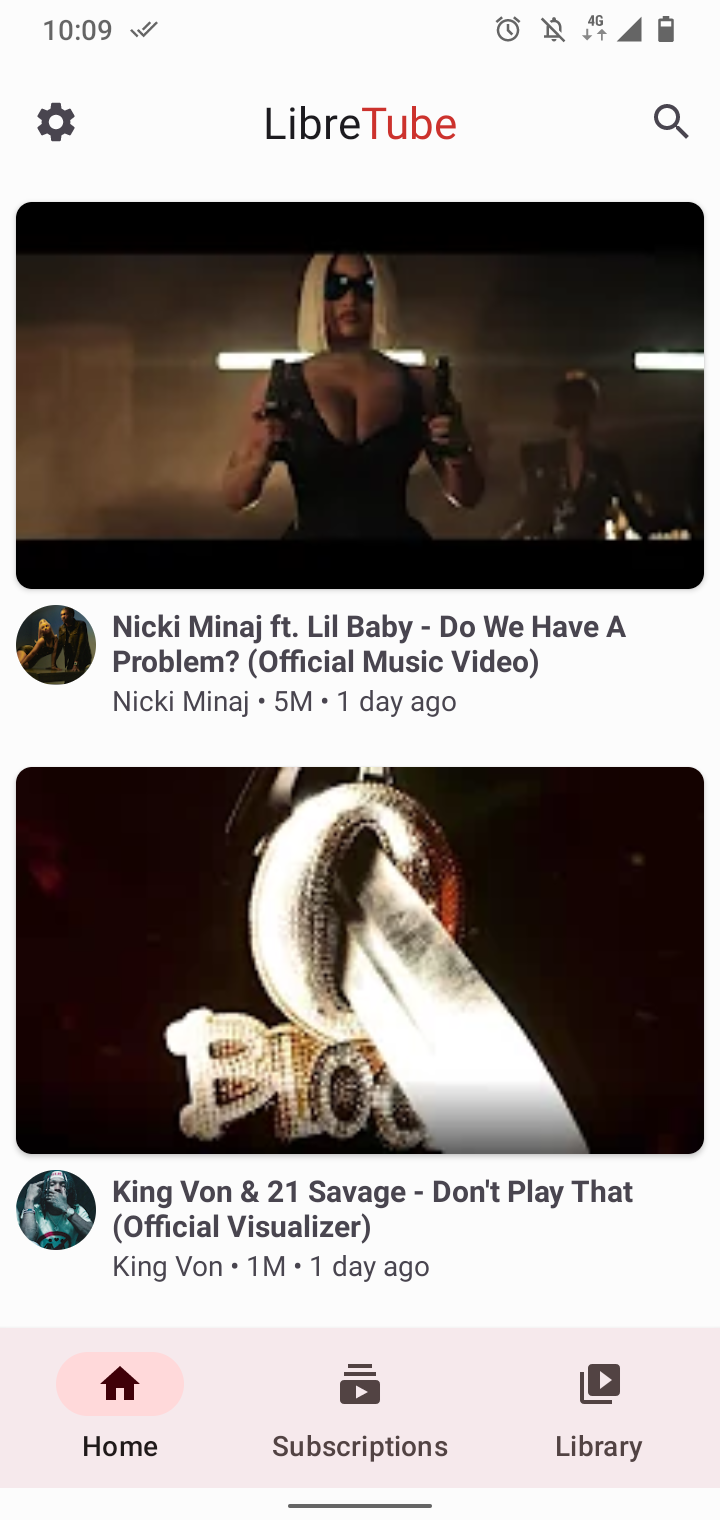 10:09
4G
LibreTube
Nicki Minaj ft. Lil Baby - Do We Have A
Problem? (Official Music Video)
Nicki Minaj • 5M • 1 day ago
King Von & 21 Savage - Don't Play That
(Official Visualizer)
King Von • 1M • 1 day ago
Home
Subscriptions
Library